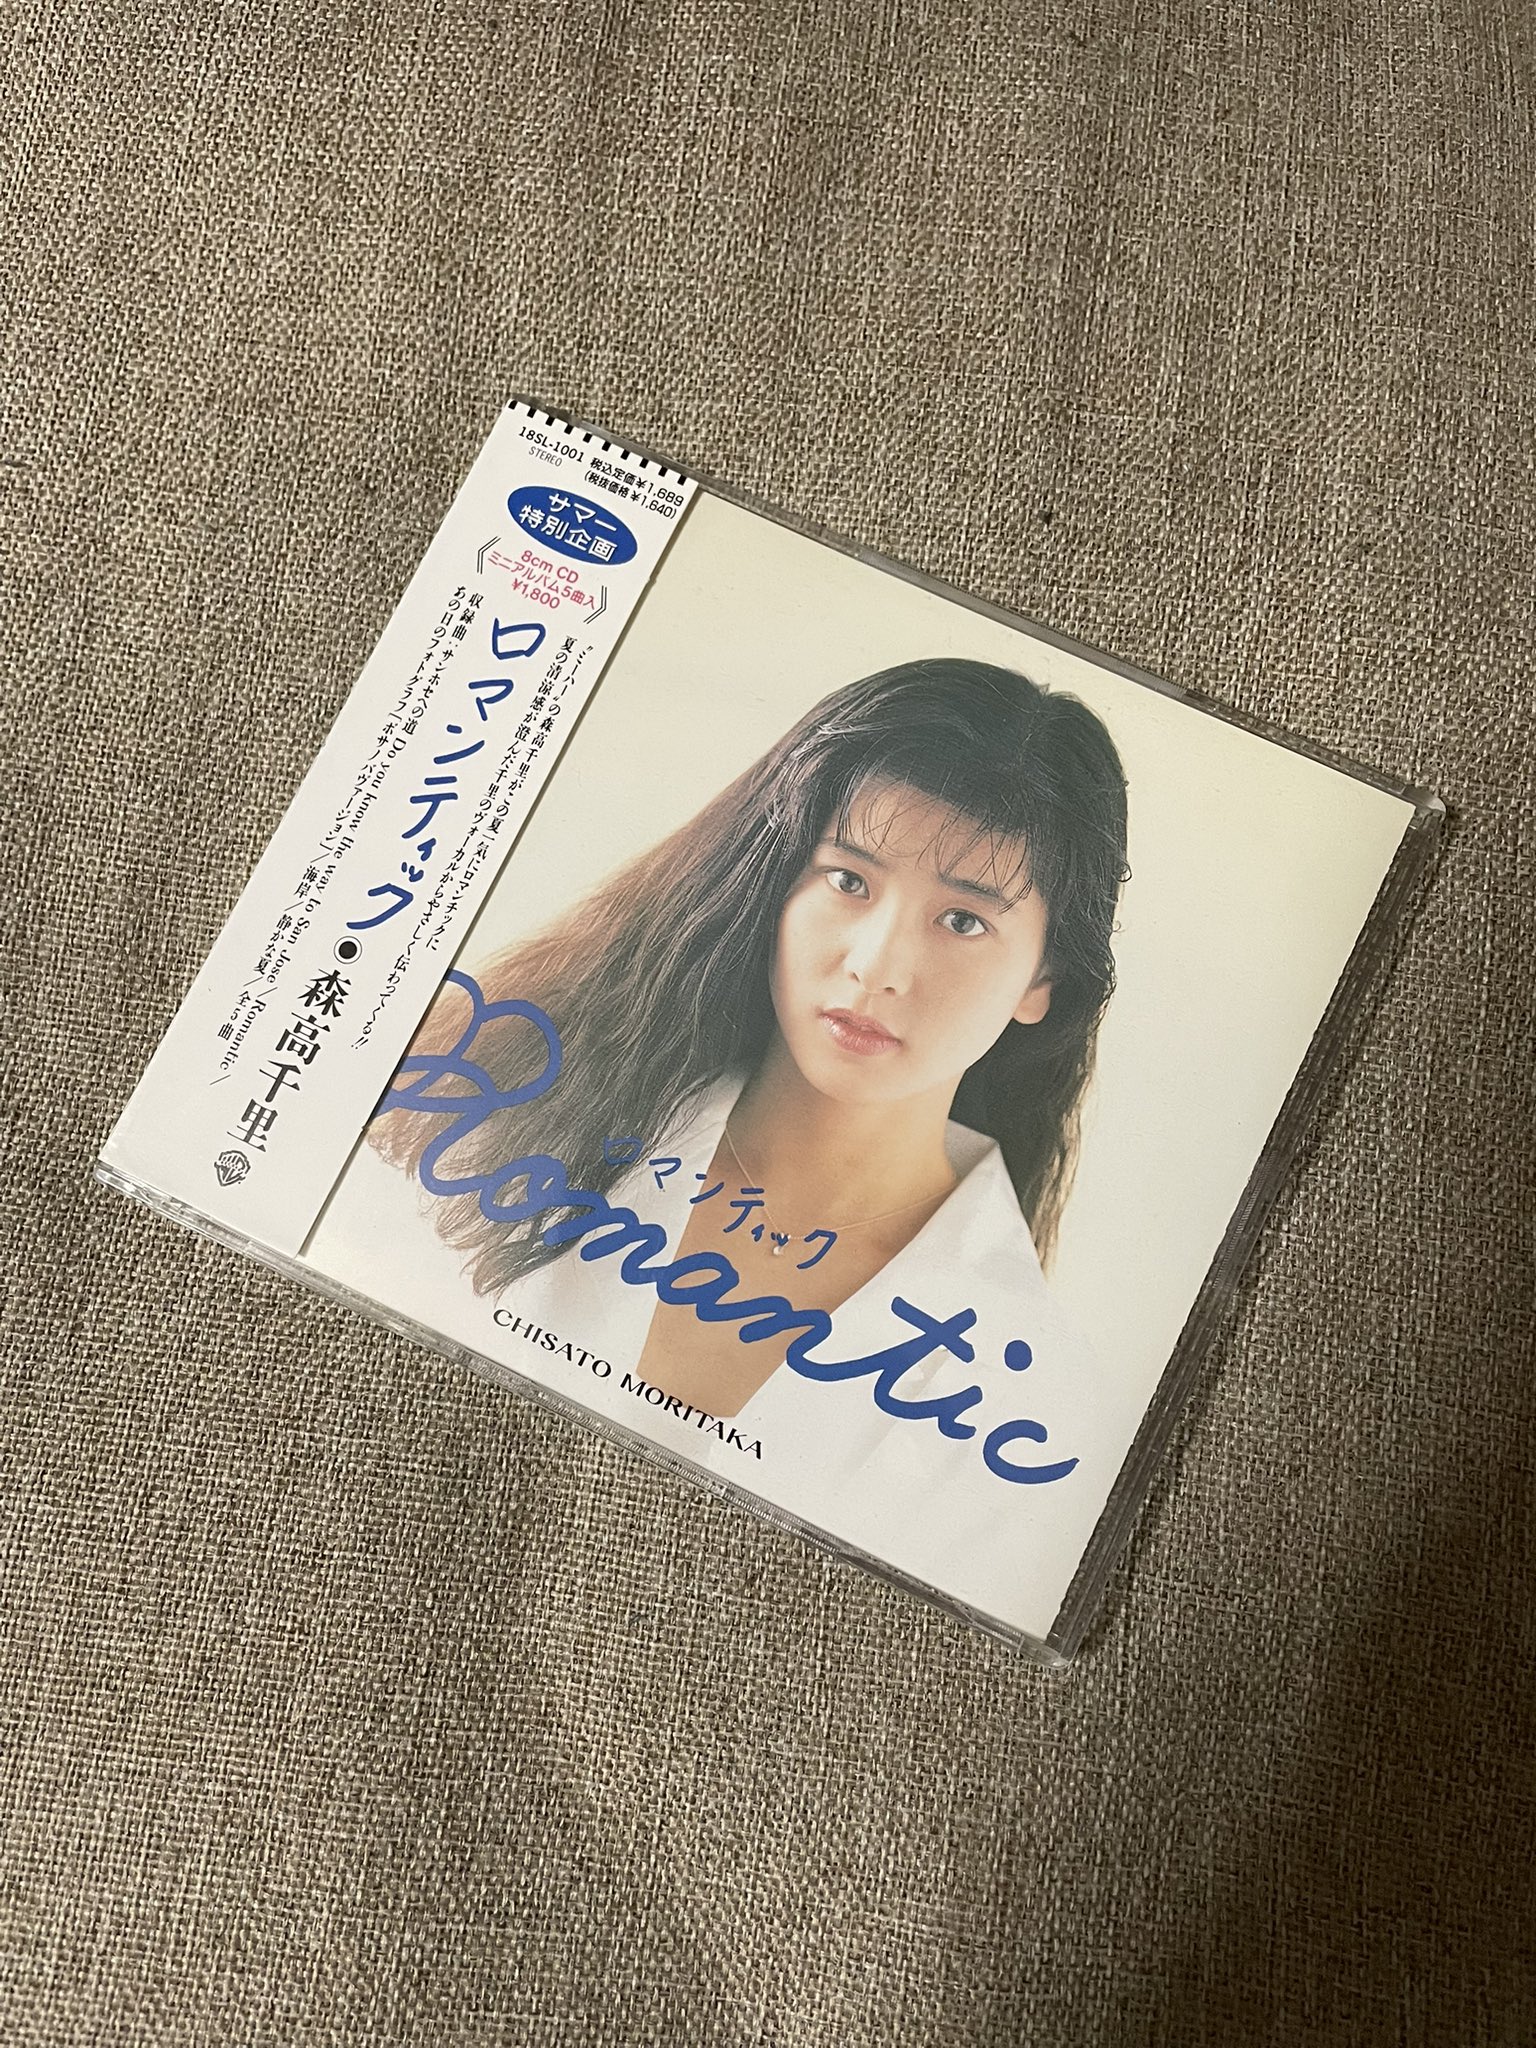 18SL-1001 税込定価¥1,689
STEREO (税抜価格¥1,640)
サマー
特別企画
8cm CD
ミニアルバム5曲入
¥1,800
“ミーハー”の森高千里がこの夏一気にロマンチックに
夏の清涼感が澄んだ千里のヴォーカルからやさしく伝わってくる!!
ロマンティック◉森高千里
収録曲:サンホセへの道 Do you know the way to San Jose/Romantic/
あの日のフォトグラフ[ボサノバヴァージョン]/海岸/静かな夏/全5曲
ロマンティック
Romantic
CHISATO MORITAKA